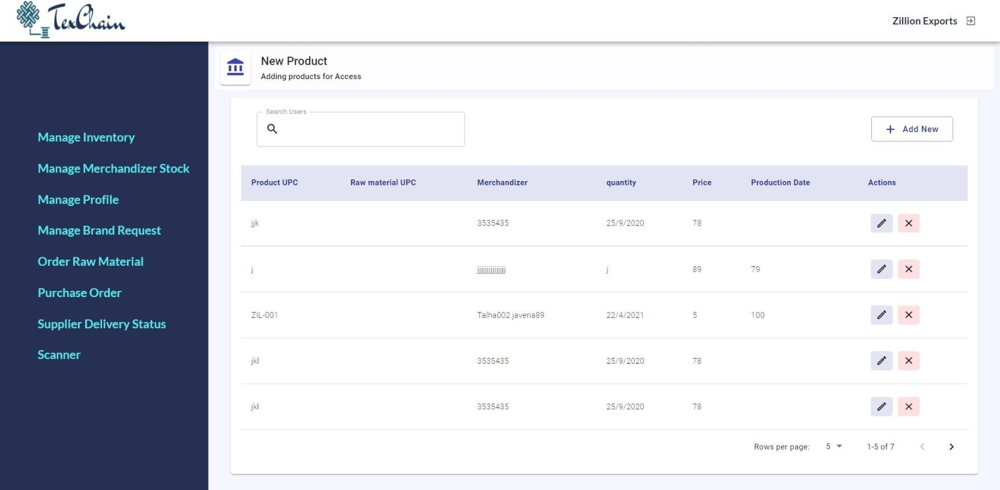 TexChain
Zillion Exports
New Product
Adding products for Access
Manage Inventory
Manage Merchandizer Stock
Manage Profile
Manage Brand Request
Order Raw Material
Purchase Order
Supplier Delivery Status
Scanner
Search Users
Add New
Product UPC Raw material UPC Merchandizer quantity Price Production Date Actions
jjk 3535435 25/9/2020 78
j jjjjjjjjjjjjjjj j 89 79
ZIL-001 Talha002 javeria89 22/4/2021 5 100
jkl 3535435 25/9/2020 78
jkl 3535435 25/9/2020 78
Rows per page: 5 1-5 of 7